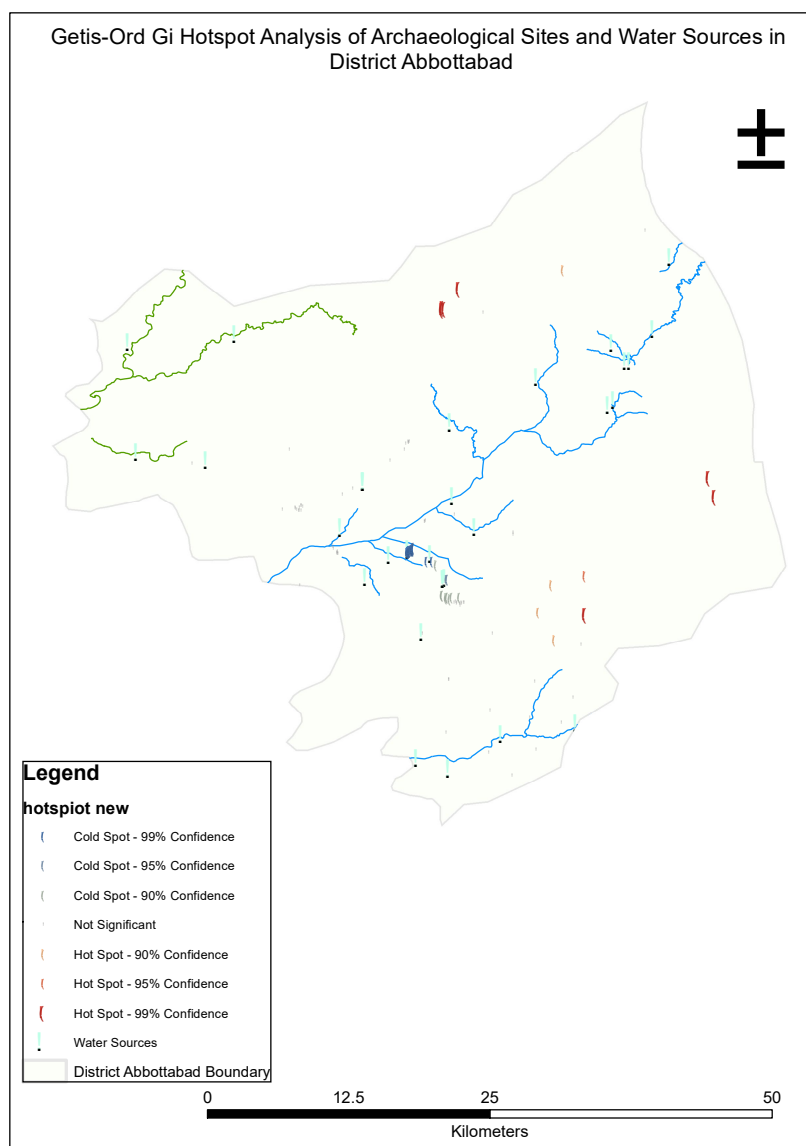 Getis-Ord Gi Hotspot Analysis of Archaeological Sites and Water Sources in
District Abbottabad
Legend
hotspiot new
Cold Spot - 99% Confidence
Cold Spot - 95% Confidence
Cold Spot - 90% Confidence
Not Significant
Hot Spot - 90% Confidence
Hot Spot - 95% Confidence
Hot Spot - 99% Confidence
Water Sources
District Abbottabad Boundary
0 12.5 25 50
Kilometers